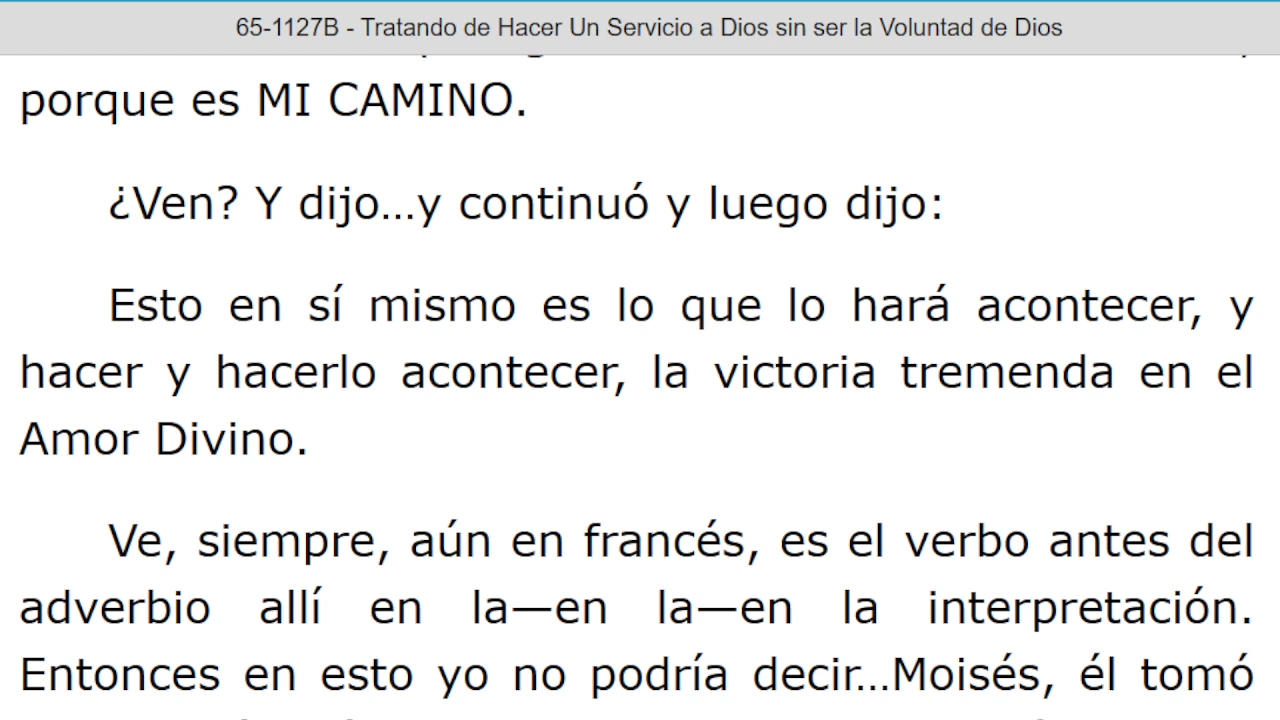 65-1127B - Tratando de Hacer Un Servicio a Dios sin ser la Voluntad de Dios
porque es MI CAMINO.
¿Ven? Y dijo...y continuó y luego dijo:
Esto en sí mismo es lo que lo hará acontecer, y
hacer y hacerlo acontecer, la victoria tremenda en el
Amor Divino.
Ve, siempre, aún en francés, es el verbo antes del
adverbio allí en la—en la—en la interpretación.
Entonces en esto yo no podría decir...Moisés, él tomó